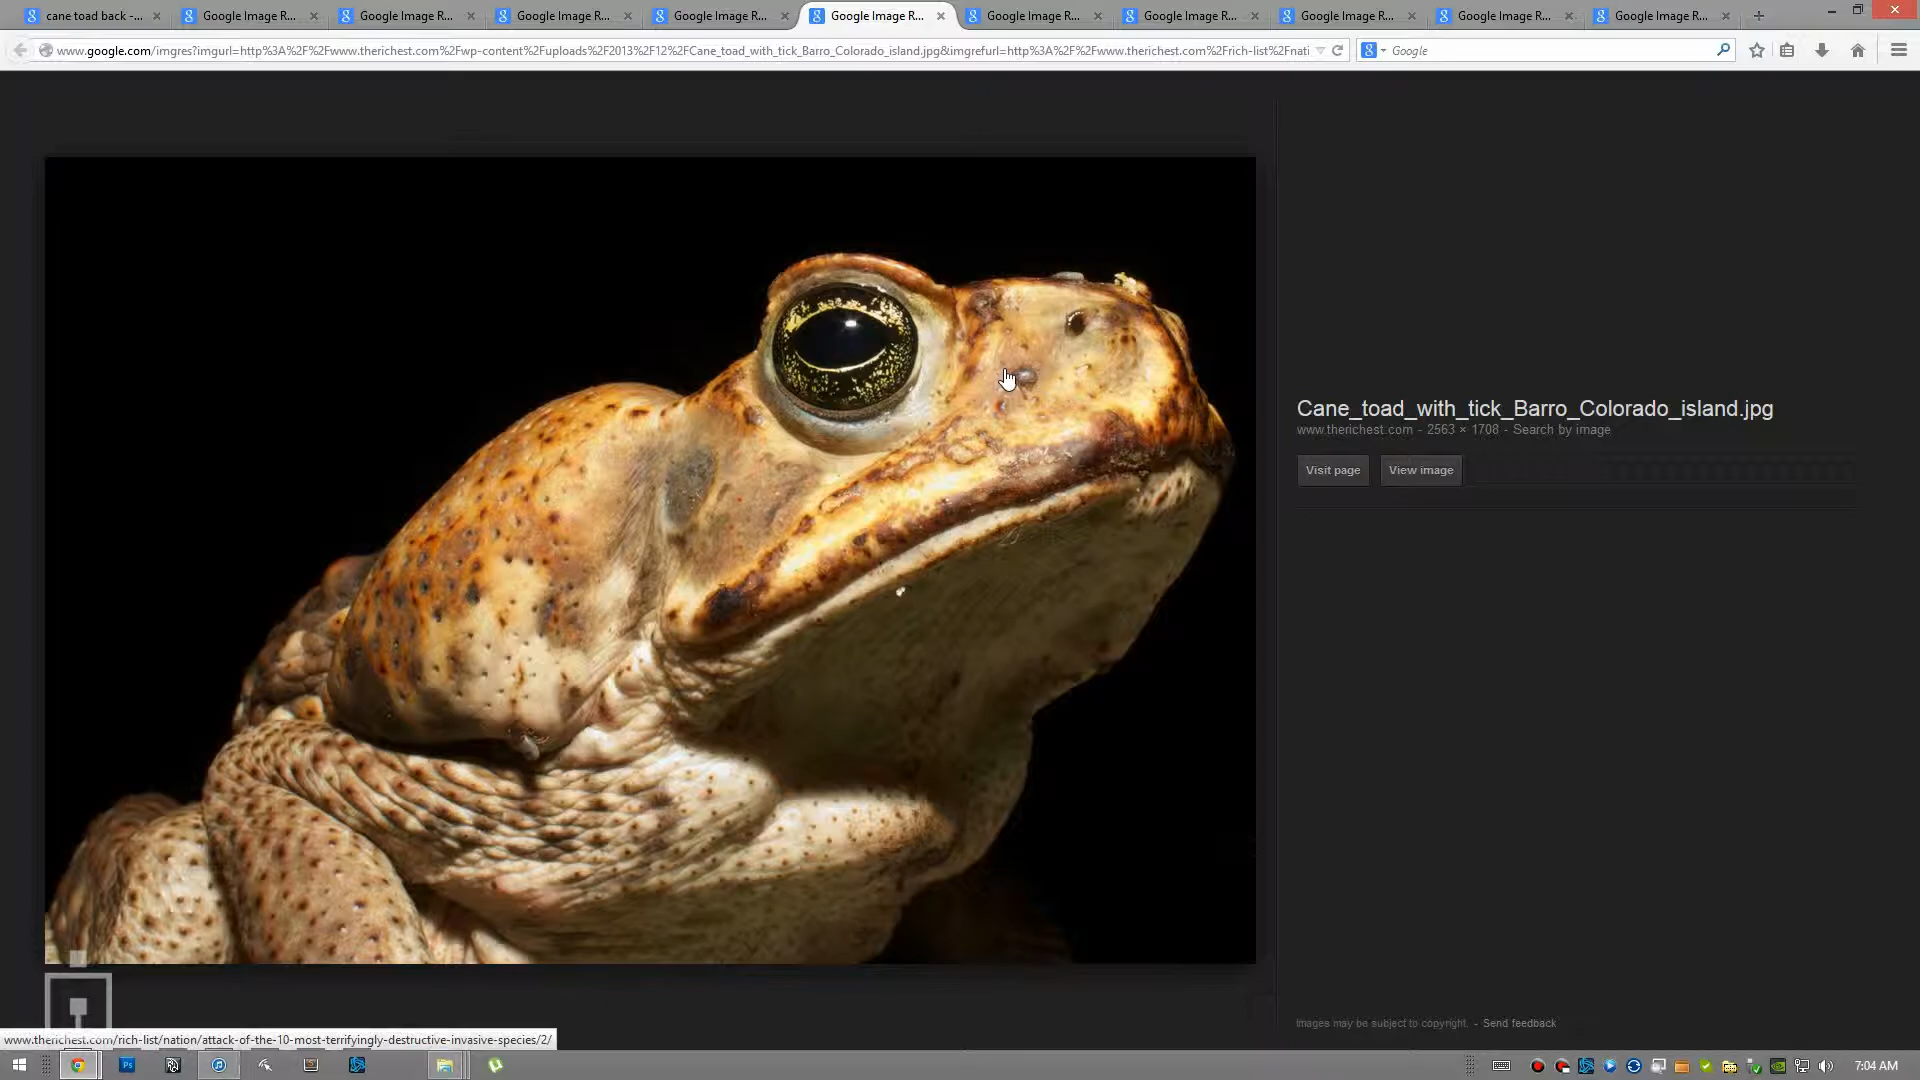 cane toad back -...
Google Image R...
Google Image R...
Google Image R...
Google Image R...
Google Image R...
Google Image R...
Google Image R...
Google Image R...
Google Image R...
Google Image R...
www.google.com/imgres?imgurl=http%3A%2F%2Fwww.therichest.com%2Fwp-content%2Fuploads%2F2013%2F12%2FCane_toad_with_tick_Barro_Colorado_island.jpg&imgrefurl=http%3A%2F%2Fwww.therichest.com%2Frich-list%2Fnati
Google
Cane_toad_with_tick_Barro_Colorado_island.jpg
www.therichest.com - 2563 × 1708 - Search by image
Visit page
View image
Images may be subject to copyright. - Send feedback
www.therichest.com/rich-list/nation/attack-of-the-10-most-terrifyingly-destructive-invasive-species/2/
Ps
7:04 AM